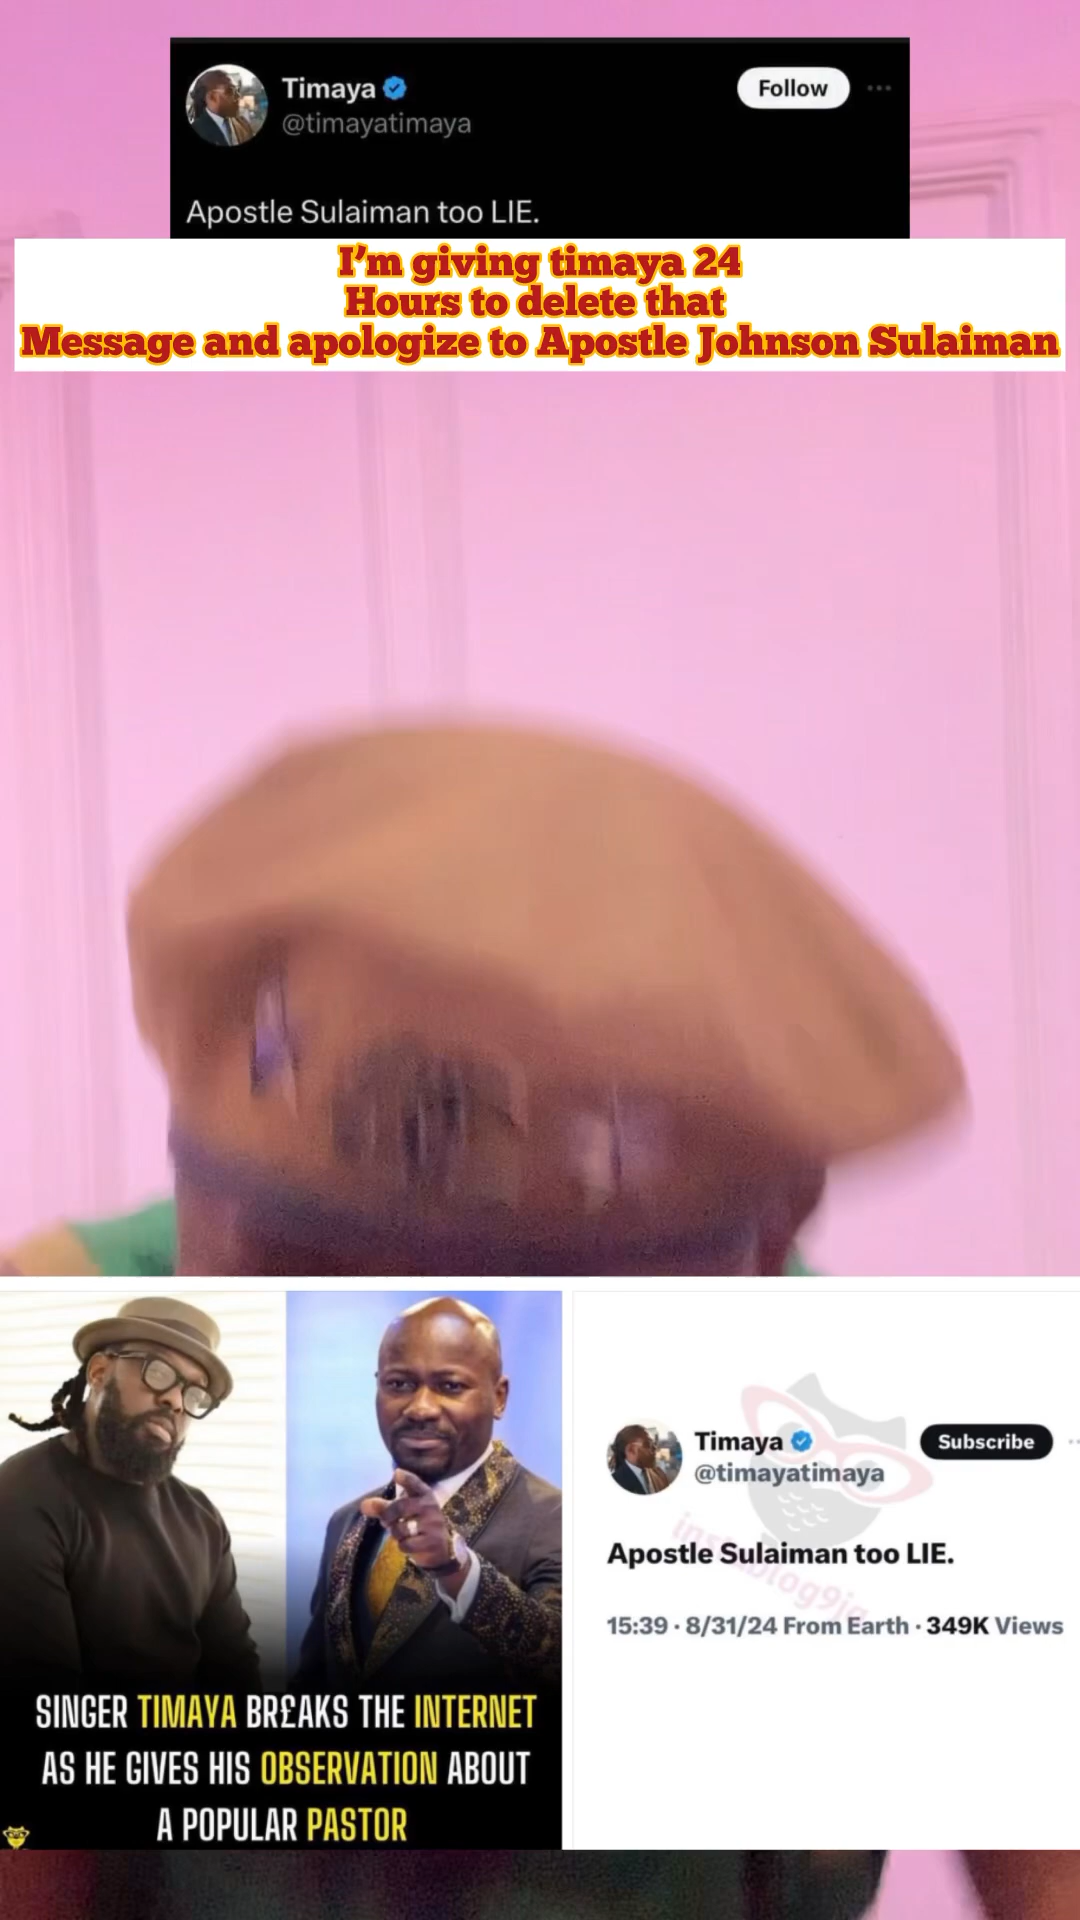 Timaya
Follow
@timayatimaya
Apostle Sulaiman too LIE.
I’m giving timaya 24
Hours to delete that
Message and apologize to Apostle Johnson Sulaiman
SINGER TIMAYA BR£AKS THE INTERNET
AS HE GIVES HIS OBSERVATION ABOUT
A POPULAR PASTOR
Timaya
Subscribe
@timayatimaya
Apostle Sulaiman too LIE.
instablog9ja
15:39 · 8/31/24 From Earth · 349K Views